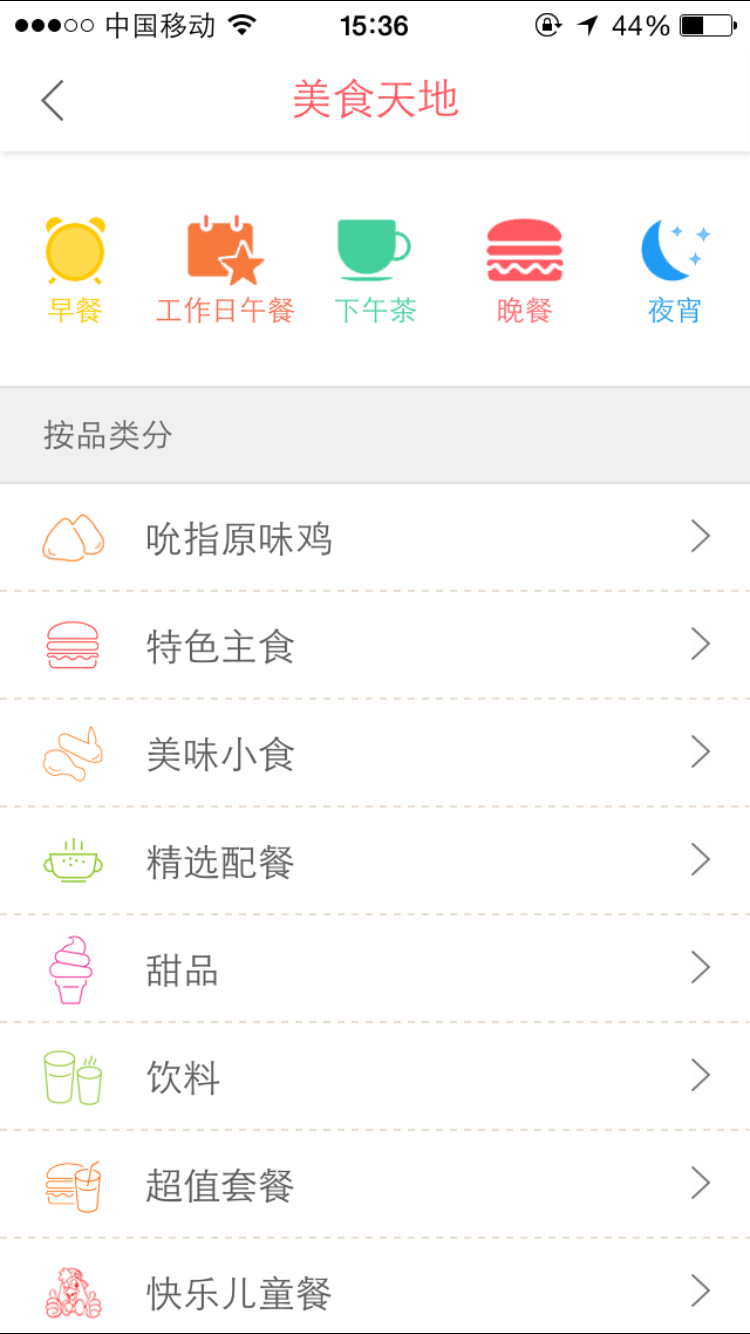 中国移动 15:36 44%
美食天地
早餐 工作日午餐 下午茶 晚餐 夜宵
按品类分
吮指原味鸡
特色主食
美味小食
精选配餐
甜品
饮料
超值套餐
快乐儿童餐